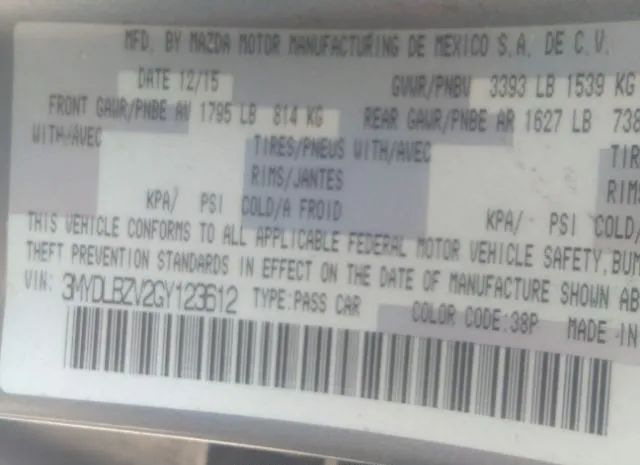 MFD. BY MAZDA MOTOR MANUFACTURING DE MEXICO S.A. DE C.V.
DATE 12/15 GVWR/PNBV 3393 LB 1539 KG
FRONT GAWR/PNBE AV 1795 LB 814 KG REAR GAWR/PNBE AR 1627 LB 738
WITH/AVEC TIRES/PNEUS WITH/AVEC TIR
RIMS/JANTES RIMS
KPA/ PSI COLD/A FROID KPA/ PSI COLD/
THIS VEHICLE CONFORMS TO ALL APPLICABLE FEDERAL MOTOR VEHICLE SAFETY, BUM
THEFT PREVENTION STANDARDS IN EFFECT ON THE DATE OF MANUFACTURE SHOWN AB
VIN: 3MYDLBZV2GY123612 TYPE:PASS CAR COLOR CODE:38P MADE IN